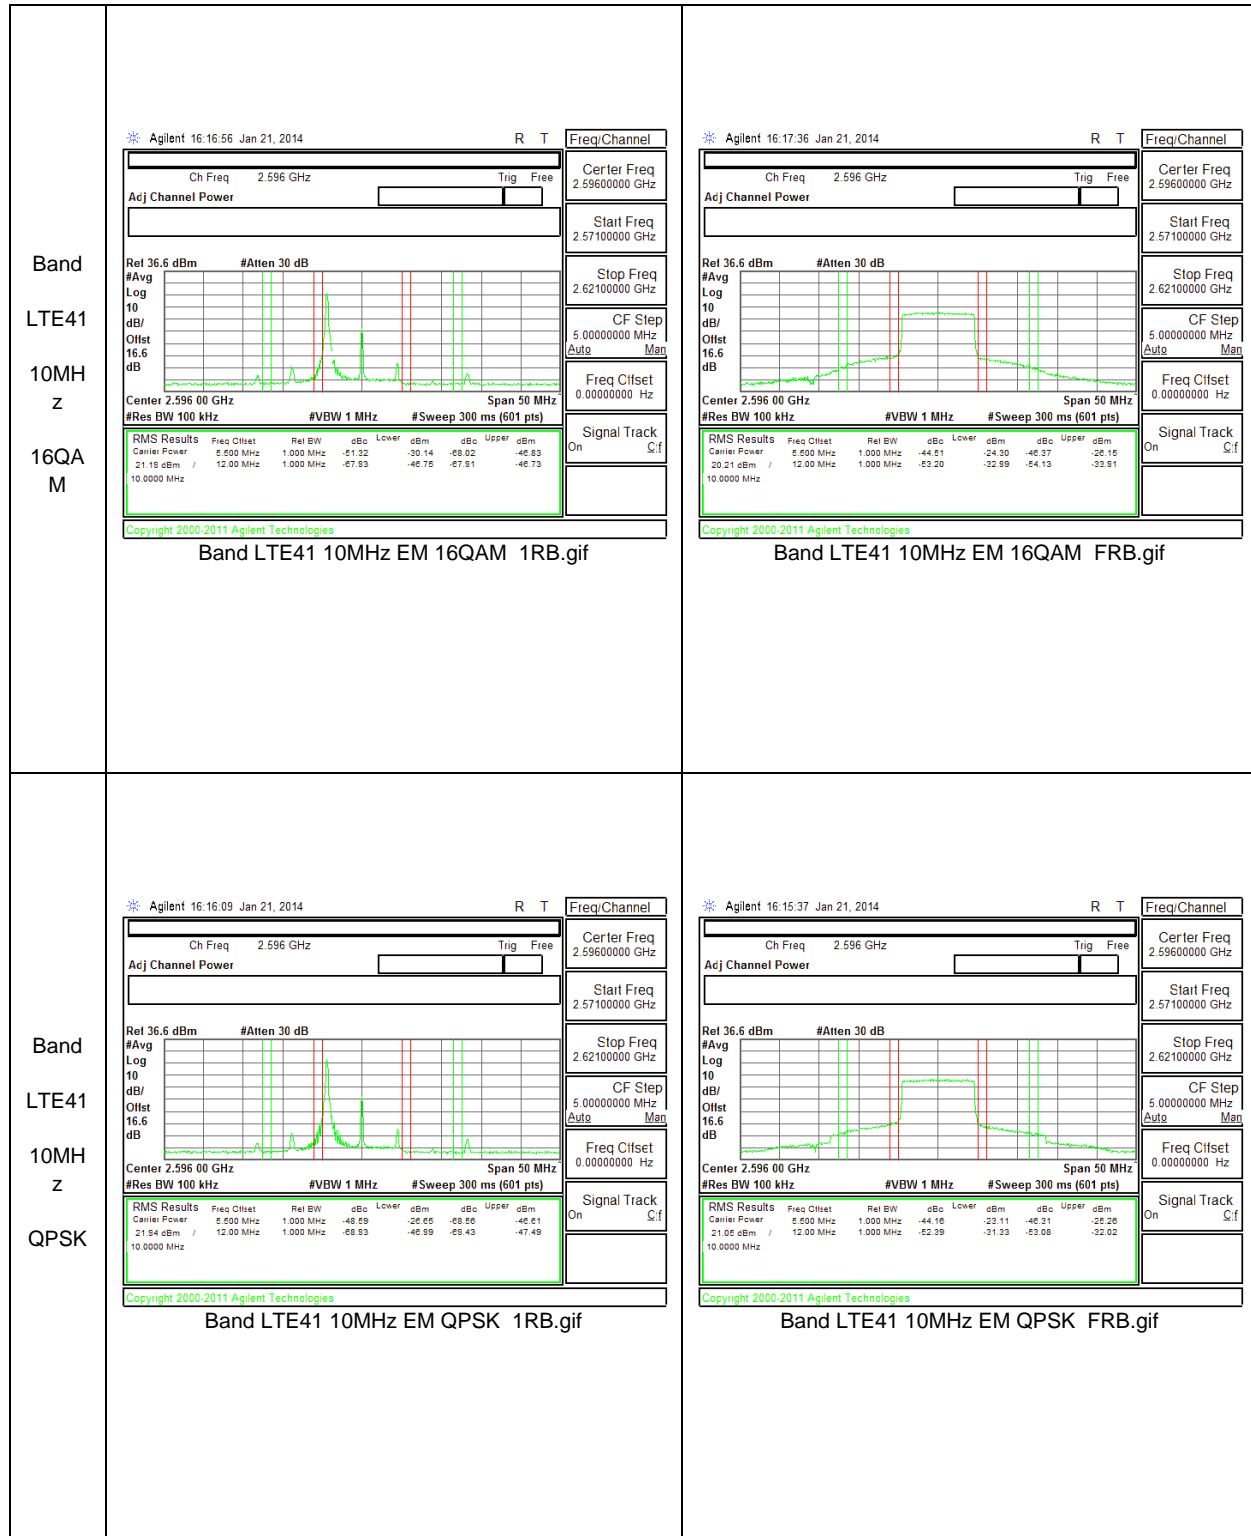 Band
LTE41
10MH
z
16QA
M
Agilent 16:16:56 Jan 21, 2014 R T
Freq/Channel
Ch Freq 2.596 GHz Trig Free
Adj Channel Power
Center Freq
2.59600000 GHz
Start Freq
2.57100000 GHz
Ref 36.6 dBm #Atten 30 dB
#Avg
Log
10
dB/
Offst
16.6
dB
Stop Freq
2.62100000 GHz
CF Step
5.00000000 MHz
Auto Man
Freq Offset
0.00000000 Hz
Center 2.596 00 GHz Span 50 MHz
#Res BW 100 kHz #VBW 1 MHz #Sweep 300 ms (601 pts)
Signal Track
On Off
RMS Results Freq Offset Ref BW dBc Lower dBm dBc Upper dBm
Carrier Power 5.500 MHz 1.000 MHz -51.32 -30.14 -68.02 -46.83
21.19 dBm / 12.00 MHz 1.000 MHz -67.93 -46.75 -67.91 -46.73
10.0000 MHz
Copyright 2000-2011 Agilent Technologies
Band LTE41 10MHz EM 16QAM 1RB.gif
Agilent 16:17:36 Jan 21, 2014 R T
Freq/Channel
Ch Freq 2.596 GHz Trig Free
Adj Channel Power
Center Freq
2.59600000 GHz
Start Freq
2.57100000 GHz
Ref 36.6 dBm #Atten 30 dB
#Avg
Log
10
dB/
Offst
16.6
dB
Stop Freq
2.62100000 GHz
CF Step
5.00000000 MHz
Auto Man
Freq Offset
0.00000000 Hz
Center 2.596 00 GHz Span 50 MHz
#Res BW 100 kHz #VBW 1 MHz #Sweep 300 ms (601 pts)
Signal Track
On Off
RMS Results Freq Offset Ref BW dBc Lower dBm dBc Upper dBm
Carrier Power 5.500 MHz 1.000 MHz -44.51 -24.30 -46.37 -26.15
20.21 dBm / 12.00 MHz 1.000 MHz -53.20 -32.99 -54.13 -33.91
10.0000 MHz
Copyright 2000-2011 Agilent Technologies
Band LTE41 10MHz EM 16QAM FRB.gif
Band
LTE41
10MH
z
QPSK
Agilent 16:16:09 Jan 21, 2014 R T
Freq/Channel
Ch Freq 2.596 GHz Trig Free
Adj Channel Power
Center Freq
2.59600000 GHz
Start Freq
2.57100000 GHz
Ref 36.6 dBm #Atten 30 dB
#Avg
Log
10
dB/
Offst
16.6
dB
Stop Freq
2.62100000 GHz
CF Step
5.00000000 MHz
Auto Man
Freq Offset
0.00000000 Hz
Center 2.596 00 GHz Span 50 MHz
#Res BW 100 kHz #VBW 1 MHz #Sweep 300 ms (601 pts)
Signal Track
On Off
RMS Results Freq Offset Ref BW dBc Lower dBm dBc Upper dBm
Carrier Power 5.500 MHz 1.000 MHz -48.59 -26.65 -68.56 -46.61
21.94 dBm / 12.00 MHz 1.000 MHz -68.93 -46.99 -69.43 -47.49
10.0000 MHz
Copyright 2000-2011 Agilent Technologies
Band LTE41 10MHz EM QPSK 1RB.gif
Agilent 16:15:37 Jan 21, 2014 R T
Freq/Channel
Ch Freq 2.596 GHz Trig Free
Adj Channel Power
Center Freq
2.59600000 GHz
Start Freq
2.57100000 GHz
Ref 36.6 dBm #Atten 30 dB
#Avg
Log
10
dB/
Offst
16.6
dB
Stop Freq
2.62100000 GHz
CF Step
5.00000000 MHz
Auto Man
Freq Offset
0.00000000 Hz
Center 2.596 00 GHz Span 50 MHz
#Res BW 100 kHz #VBW 1 MHz #Sweep 300 ms (601 pts)
Signal Track
On Off
RMS Results Freq Offset Ref BW dBc Lower dBm dBc Upper dBm
Carrier Power 5.500 MHz 1.000 MHz -44.16 -23.11 -46.31 -25.26
21.05 dBm / 12.00 MHz 1.000 MHz -52.39 -31.33 -53.08 -32.02
10.0000 MHz
Copyright 2000-2011 Agilent Technologies
Band LTE41 10MHz EM QPSK FRB.gif